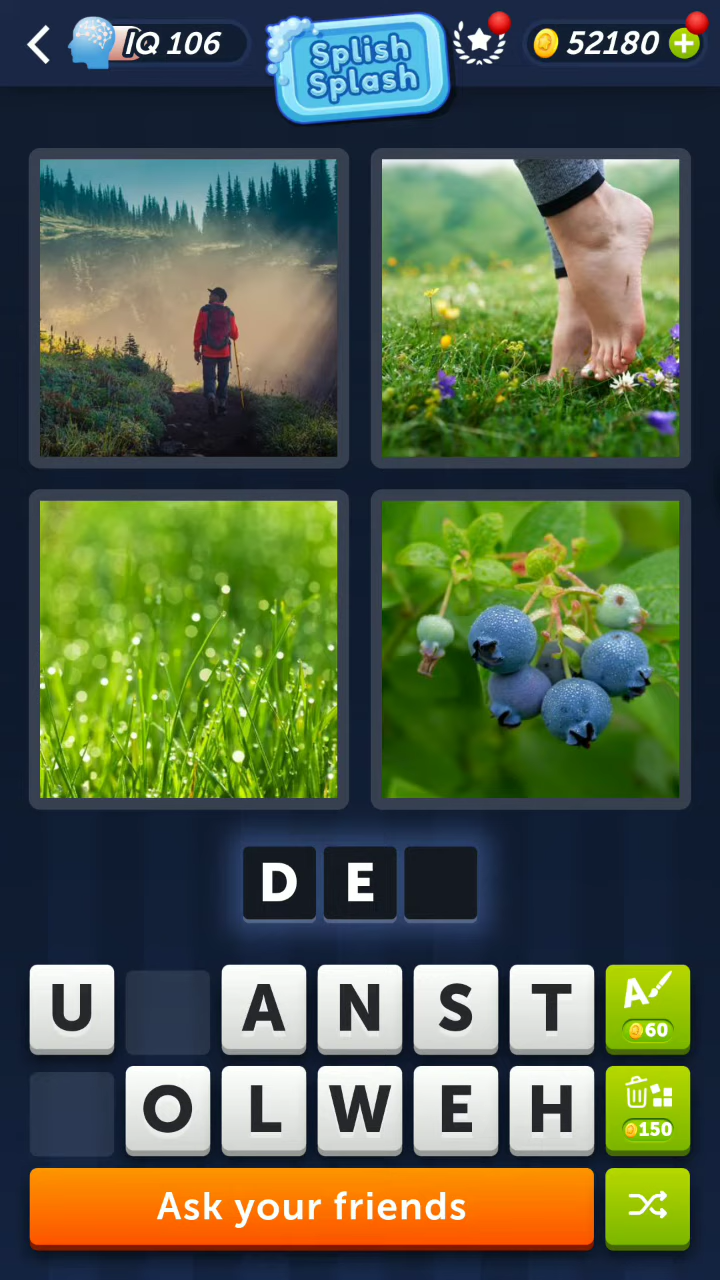 IQ 106
Splish
Splash
52180
D E
U A N S T
A
60
O L W E H
150
Ask your friends